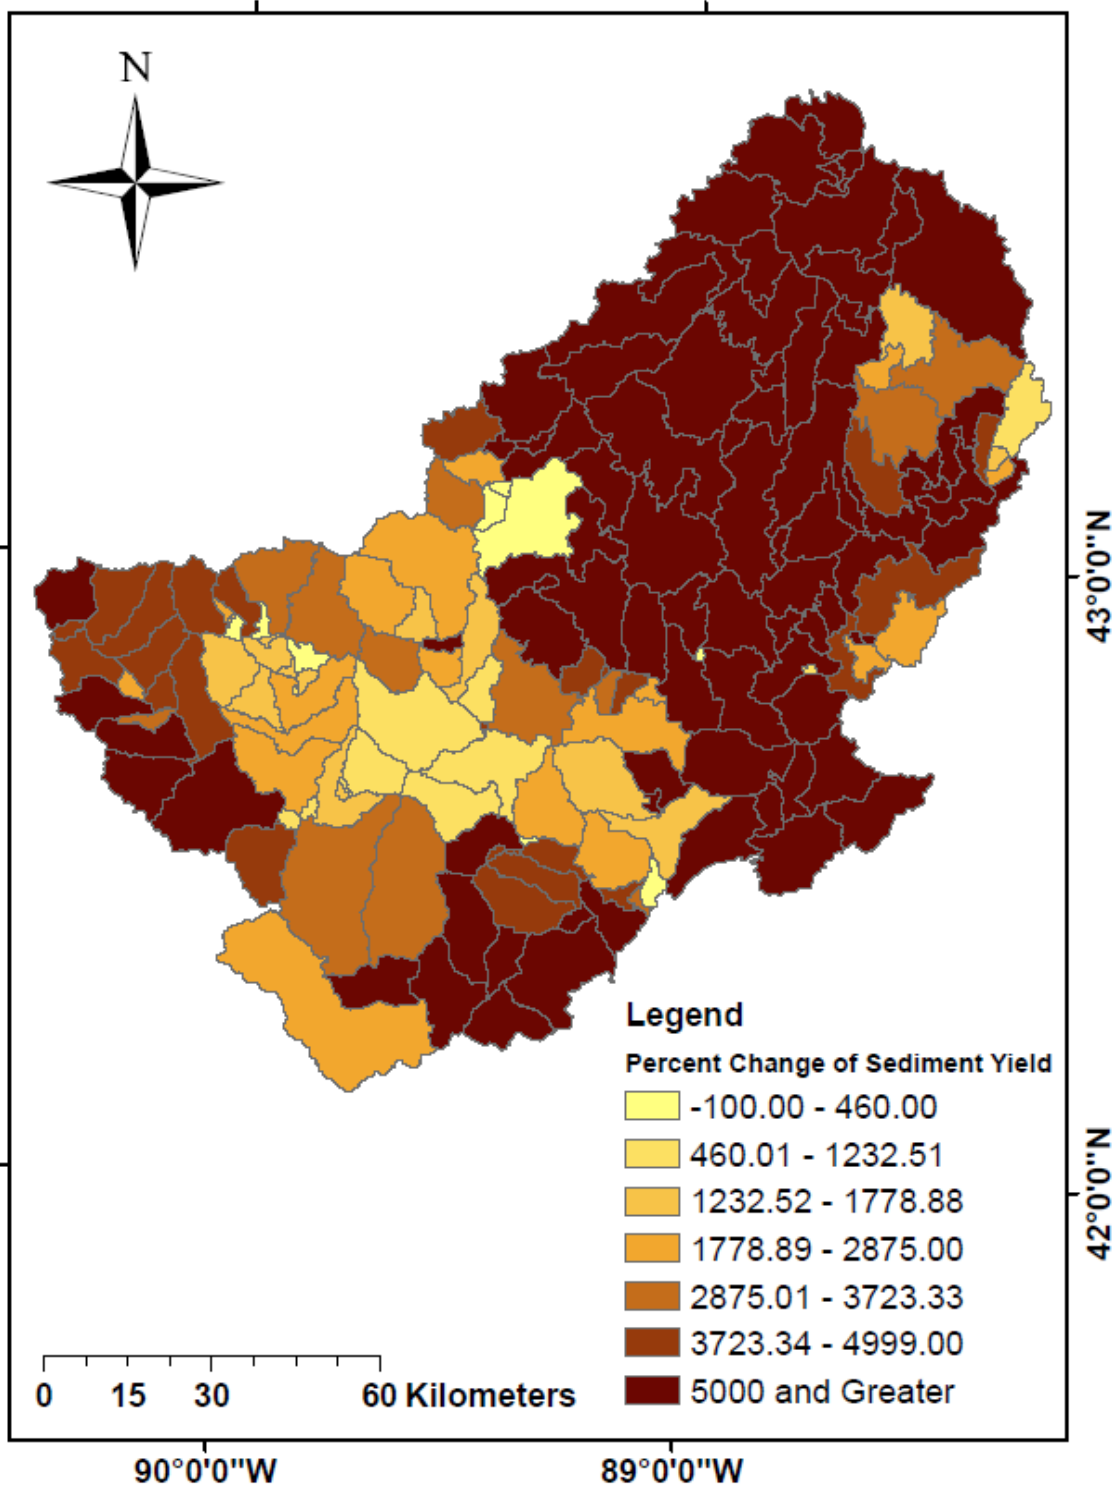 N
43°0'0"N
Legend
Percent Change of Sediment Yield
-100.00 - 460.00
460.01 - 1232.51
1232.52 - 1778.88
1778.89 - 2875.00
2875.01 - 3723.33
3723.34 - 4999.00
5000 and Greater
42°0'0"N
0 15 30 60 Kilometers
90°0'0"W 89°0'0"W